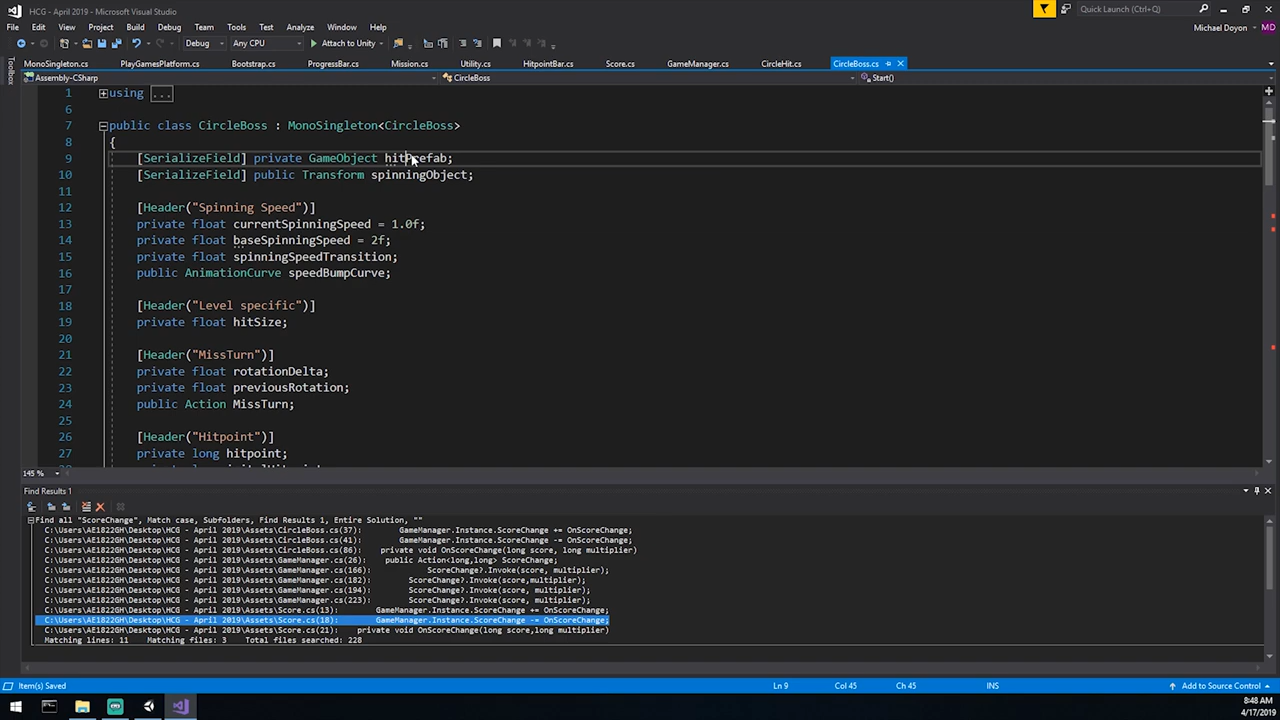 HCG - April 2019 - Microsoft Visual Studio
Quick Launch (Ctrl+Q)
File Edit View Project Build Debug Team Tools Test Analyze Window Help
Michael Doyon MD
Debug Any CPU Attach to Unity
Toolbox
MonoSingleton.cs PlayGamesPlatform.cs Bootstrap.cs ProgressBar.cs Mission.cs Utility.cs HitpointBar.cs Score.cs GameManager.cs CircleHit.cs CircleBoss.cs
Assembly-CSharp CircleBoss Start()
1 using ...
6
7 public class CircleBoss : MonoSingleton<CircleBoss>
8 {
9 [SerializeField] private GameObject hitPrefab;
10 [SerializeField] public Transform spinningObject;
11
12 [Header("Spinning Speed")]
13 private float currentSpinningSpeed = 1.0f;
14 private float baseSpinningSpeed = 2f;
15 private float spinningSpeedTransition;
16 public AnimationCurve speedBumpCurve;
17
18 [Header("Level specific")]
19 private float hitSize;
20
21 [Header("MissTurn")]
22 private float rotationDelta;
23 private float previousRotation;
24 public Action MissTurn;
25
26 [Header("Hitpoint")]
27 private long hitpoint;
145 %
Find Results 1
Find all "ScoreChange", Match case, Subfolders, Find Results 1, Entire Solution, ""
C:\Users\AE1822GH\Desktop\HCG - April 2019\Assets\CircleBoss.cs(37): GameManager.Instance.ScoreChange += OnScoreChange;
C:\Users\AE1822GH\Desktop\HCG - April 2019\Assets\CircleBoss.cs(41): GameManager.Instance.ScoreChange -= OnScoreChange;
C:\Users\AE1822GH\Desktop\HCG - April 2019\Assets\CircleBoss.cs(86): private void OnScoreChange(long score, long multiplier)
C:\Users\AE1822GH\Desktop\HCG - April 2019\Assets\GameManager.cs(26): public Action<long,long> ScoreChange;
C:\Users\AE1822GH\Desktop\HCG - April 2019\Assets\GameManager.cs(166): ScoreChange?.Invoke(score, multiplier);
C:\Users\AE1822GH\Desktop\HCG - April 2019\Assets\GameManager.cs(182): ScoreChange?.Invoke(score,multiplier);
C:\Users\AE1822GH\Desktop\HCG - April 2019\Assets\GameManager.cs(194): ScoreChange?.Invoke(score, multiplier);
C:\Users\AE1822GH\Desktop\HCG - April 2019\Assets\GameManager.cs(223): ScoreChange?.Invoke(score, multiplier);
C:\Users\AE1822GH\Desktop\HCG - April 2019\Assets\Score.cs(13): GameManager.Instance.ScoreChange += OnScoreChange;
C:\Users\AE1822GH\Desktop\HCG - April 2019\Assets\Score.cs(18): GameManager.Instance.ScoreChange -= OnScoreChange;
C:\Users\AE1822GH\Desktop\HCG - April 2019\Assets\Score.cs(21): private void OnScoreChange(long score,long multiplier)
Matching lines: 11 Matching files: 3 Total files searched: 228
Item(s) Saved Ln 9 Col 45 Ch 45 INS Add to Source Control
8:48 AM
4/17/2019